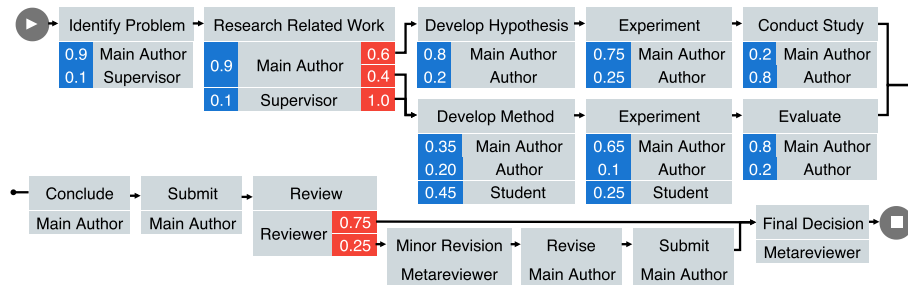 Identify Problem
0.9 Main Author
0.1 Supervisor
Research Related Work
0.9 Main Author 0.6
0.4
0.1 Supervisor 1.0
Develop Hypothesis
0.8 Main Author
0.2 Author
Experiment
0.75 Main Author
0.25 Author
Conduct Study
0.2 Main Author
0.8 Author
Develop Method
0.35 Main Author
0.20 Author
0.45 Student
Experiment
0.65 Main Author
0.1 Author
0.25 Student
Evaluate
0.8 Main Author
0.2 Author
Conclude
Main Author
Submit
Main Author
Review
Reviewer 0.75
0.25
Minor Revision
Metareviewer
Revise
Main Author
Submit
Main Author
Final Decision
Metareviewer